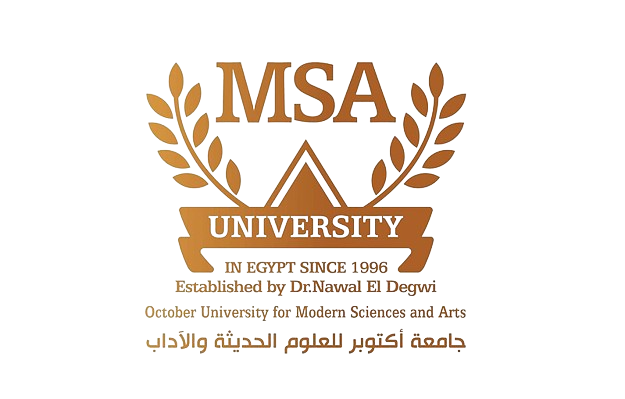 MSA
UNIVERSITY
IN EGYPT SINCE 1996
Established by Dr.Nawal El Degwi
October University for Modern Sciences and Arts
جامعة أكتوبر للعلوم الحديثة والآداب